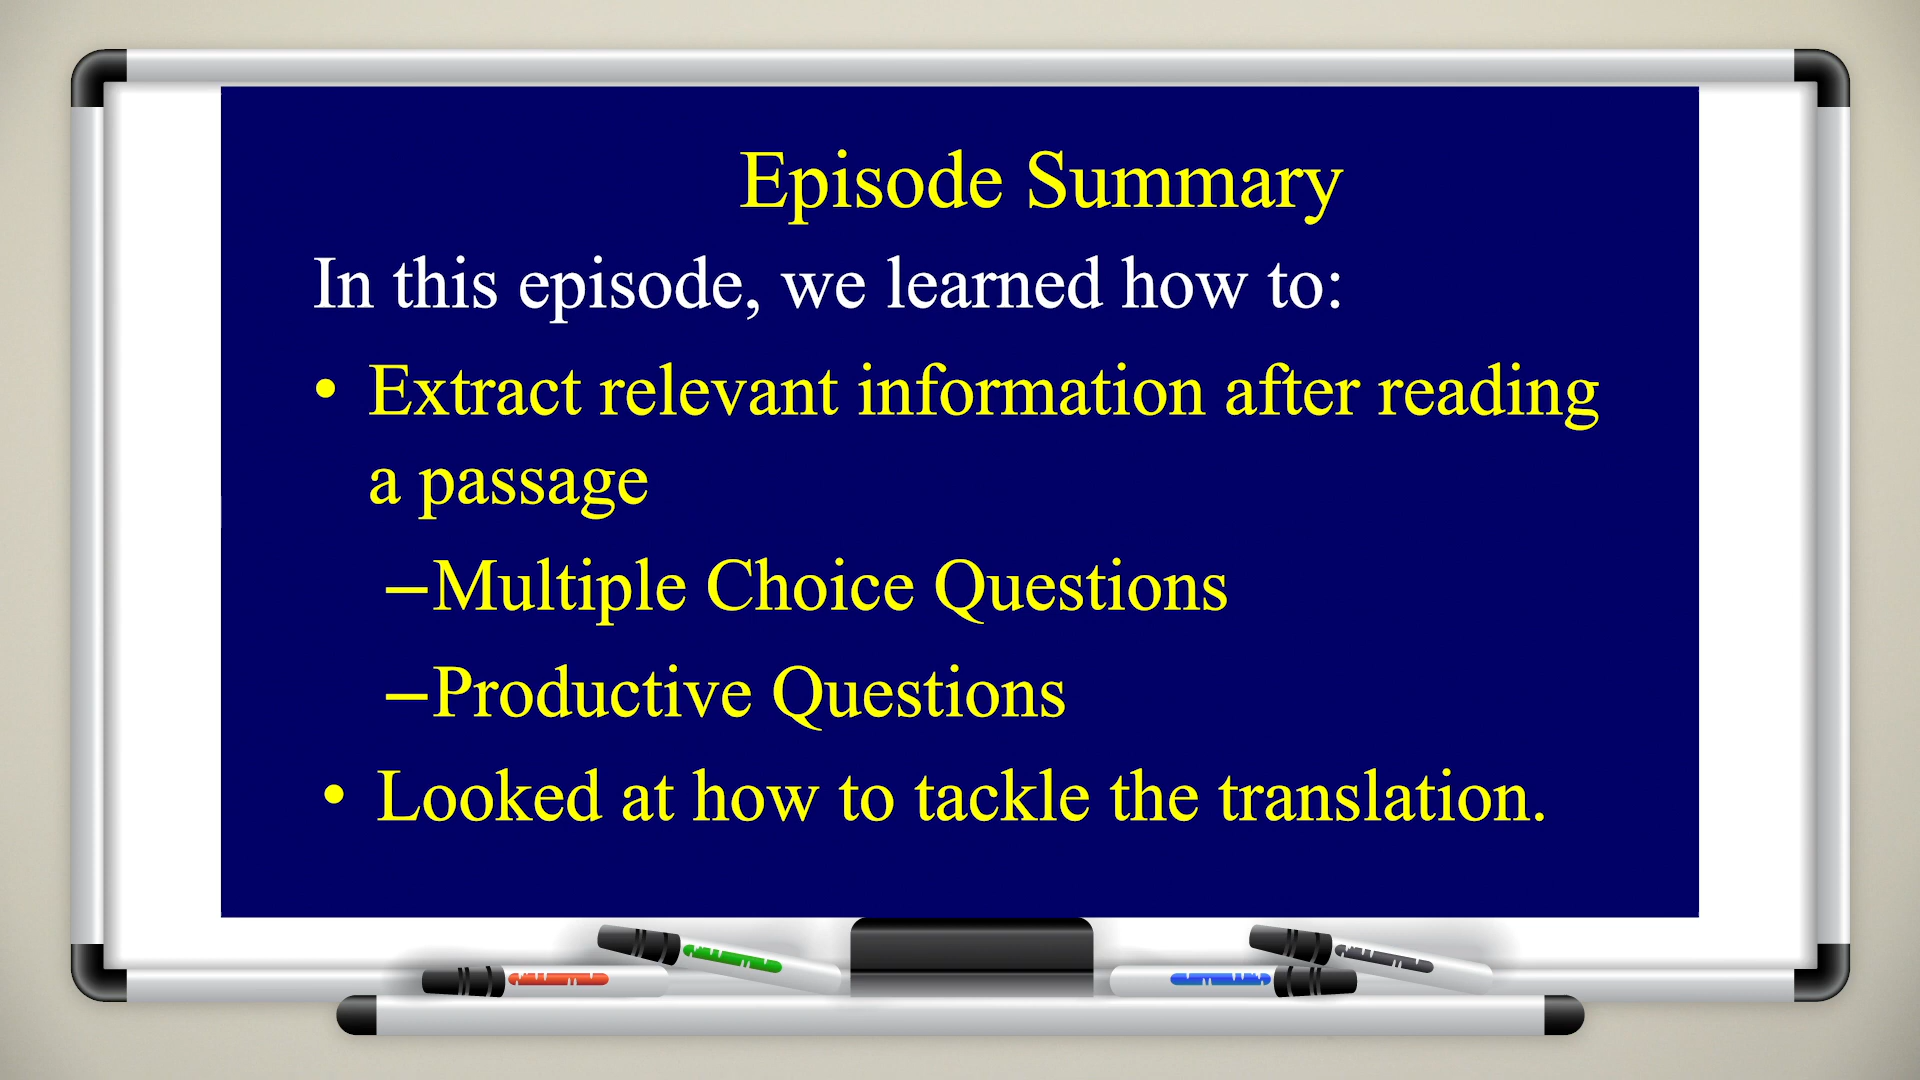 Episode Summary
In this episode, we learned how to:
• Extract relevant information after reading
a passage
–Multiple Choice Questions
–Productive Questions
• Looked at how to tackle the translation.